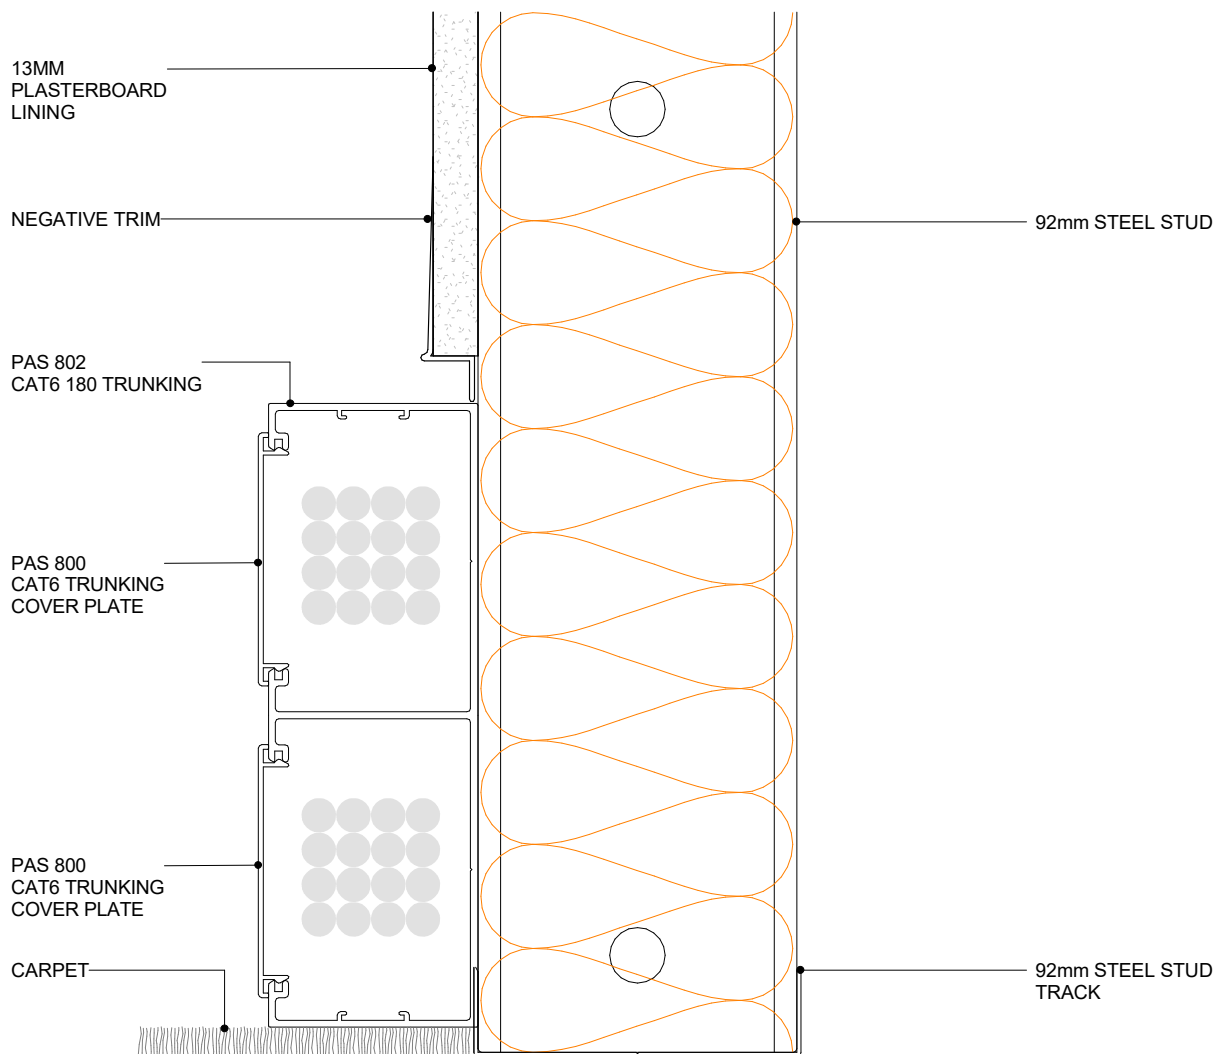 13MM
PLASTERBOARD
LINING
NEGATIVE TRIM
92mm STEEL STUD
PAS 802
CAT6 180 TRUNKING
PAS 800
CAT6 TRUNKING
COVER PLATE
PAS 800
CAT6 TRUNKING
COVER PLATE
CARPET
92mm STEEL STUD
TRACK